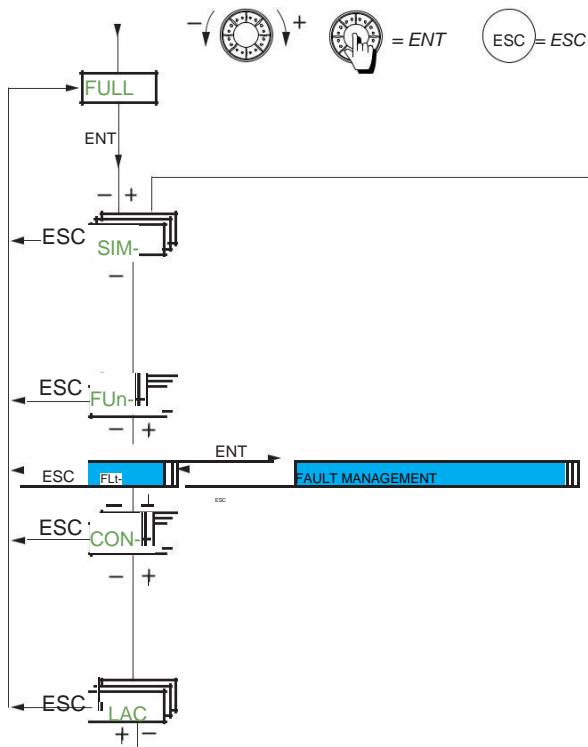 − + = ENT ESC = ESC
FULL
ENT
− +
ESC SIM-
−
ESC FUn-
− +
ENT
ESC FLt- FAULT MANAGEMENT
ESC
ESC CON-
− +
ESC LAC
+ −